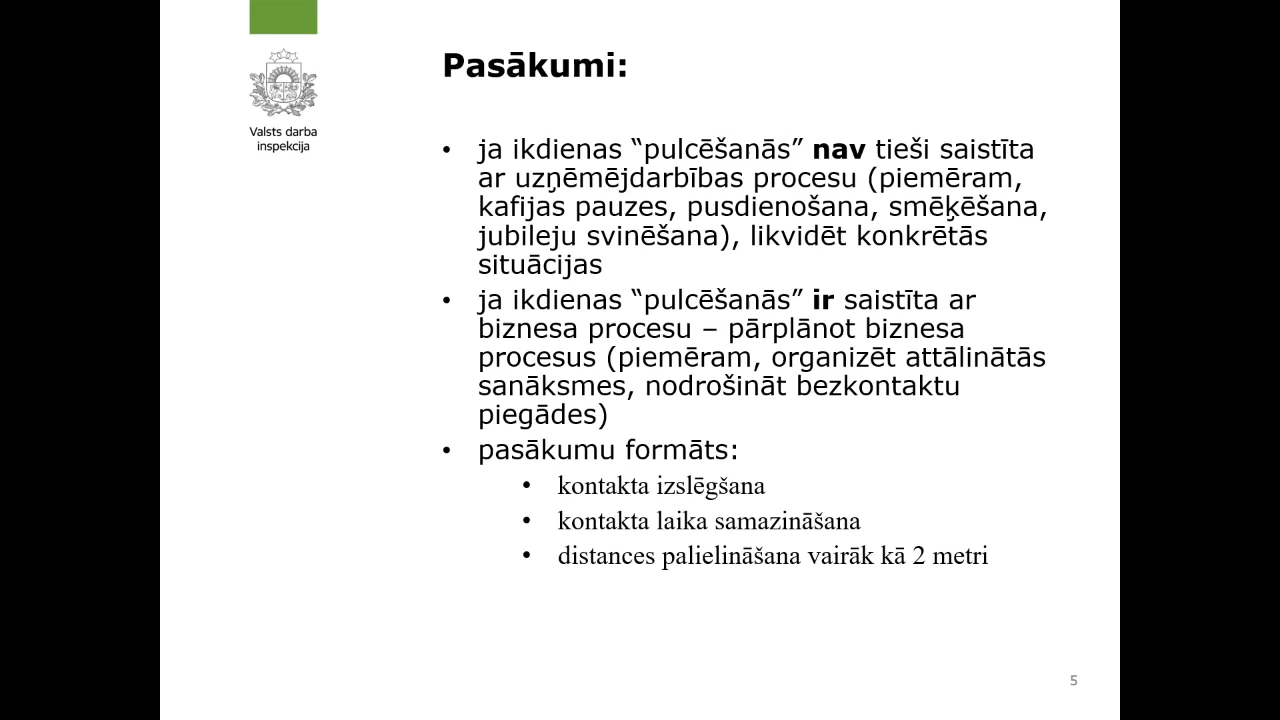 Valsts darba
inspekcija
Pasākumi:
• ja ikdienas “pulcēšanās” nav tieši saistīta
ar uzņēmējdarbības procesu (piemēram,
kafijas pauzes, pusdienošana, smēķēšana,
jubileju svinēšana), likvidēt konkrētās
situācijas
• ja ikdienas “pulcēšanās” ir saistīta ar
biznesa procesu – pārplānot biznesa
procesus (piemēram, organizēt attālinātās
sanāksmes, nodrošināt bezkontaktu
piegādes)
• pasākumu formāts:
• kontakta izslēgšana
• kontakta laika samazināšana
• distances palielināšana vairāk kā 2 metri
5